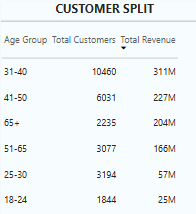 CUSTOMER SPLIT
Age Group Total Customers Total Revenue
31-40 10460 311M
41-50 6031 227M
65+ 2235 204M
51-65 3077 166M
25-30 3194 57M
18-24 1844 25M